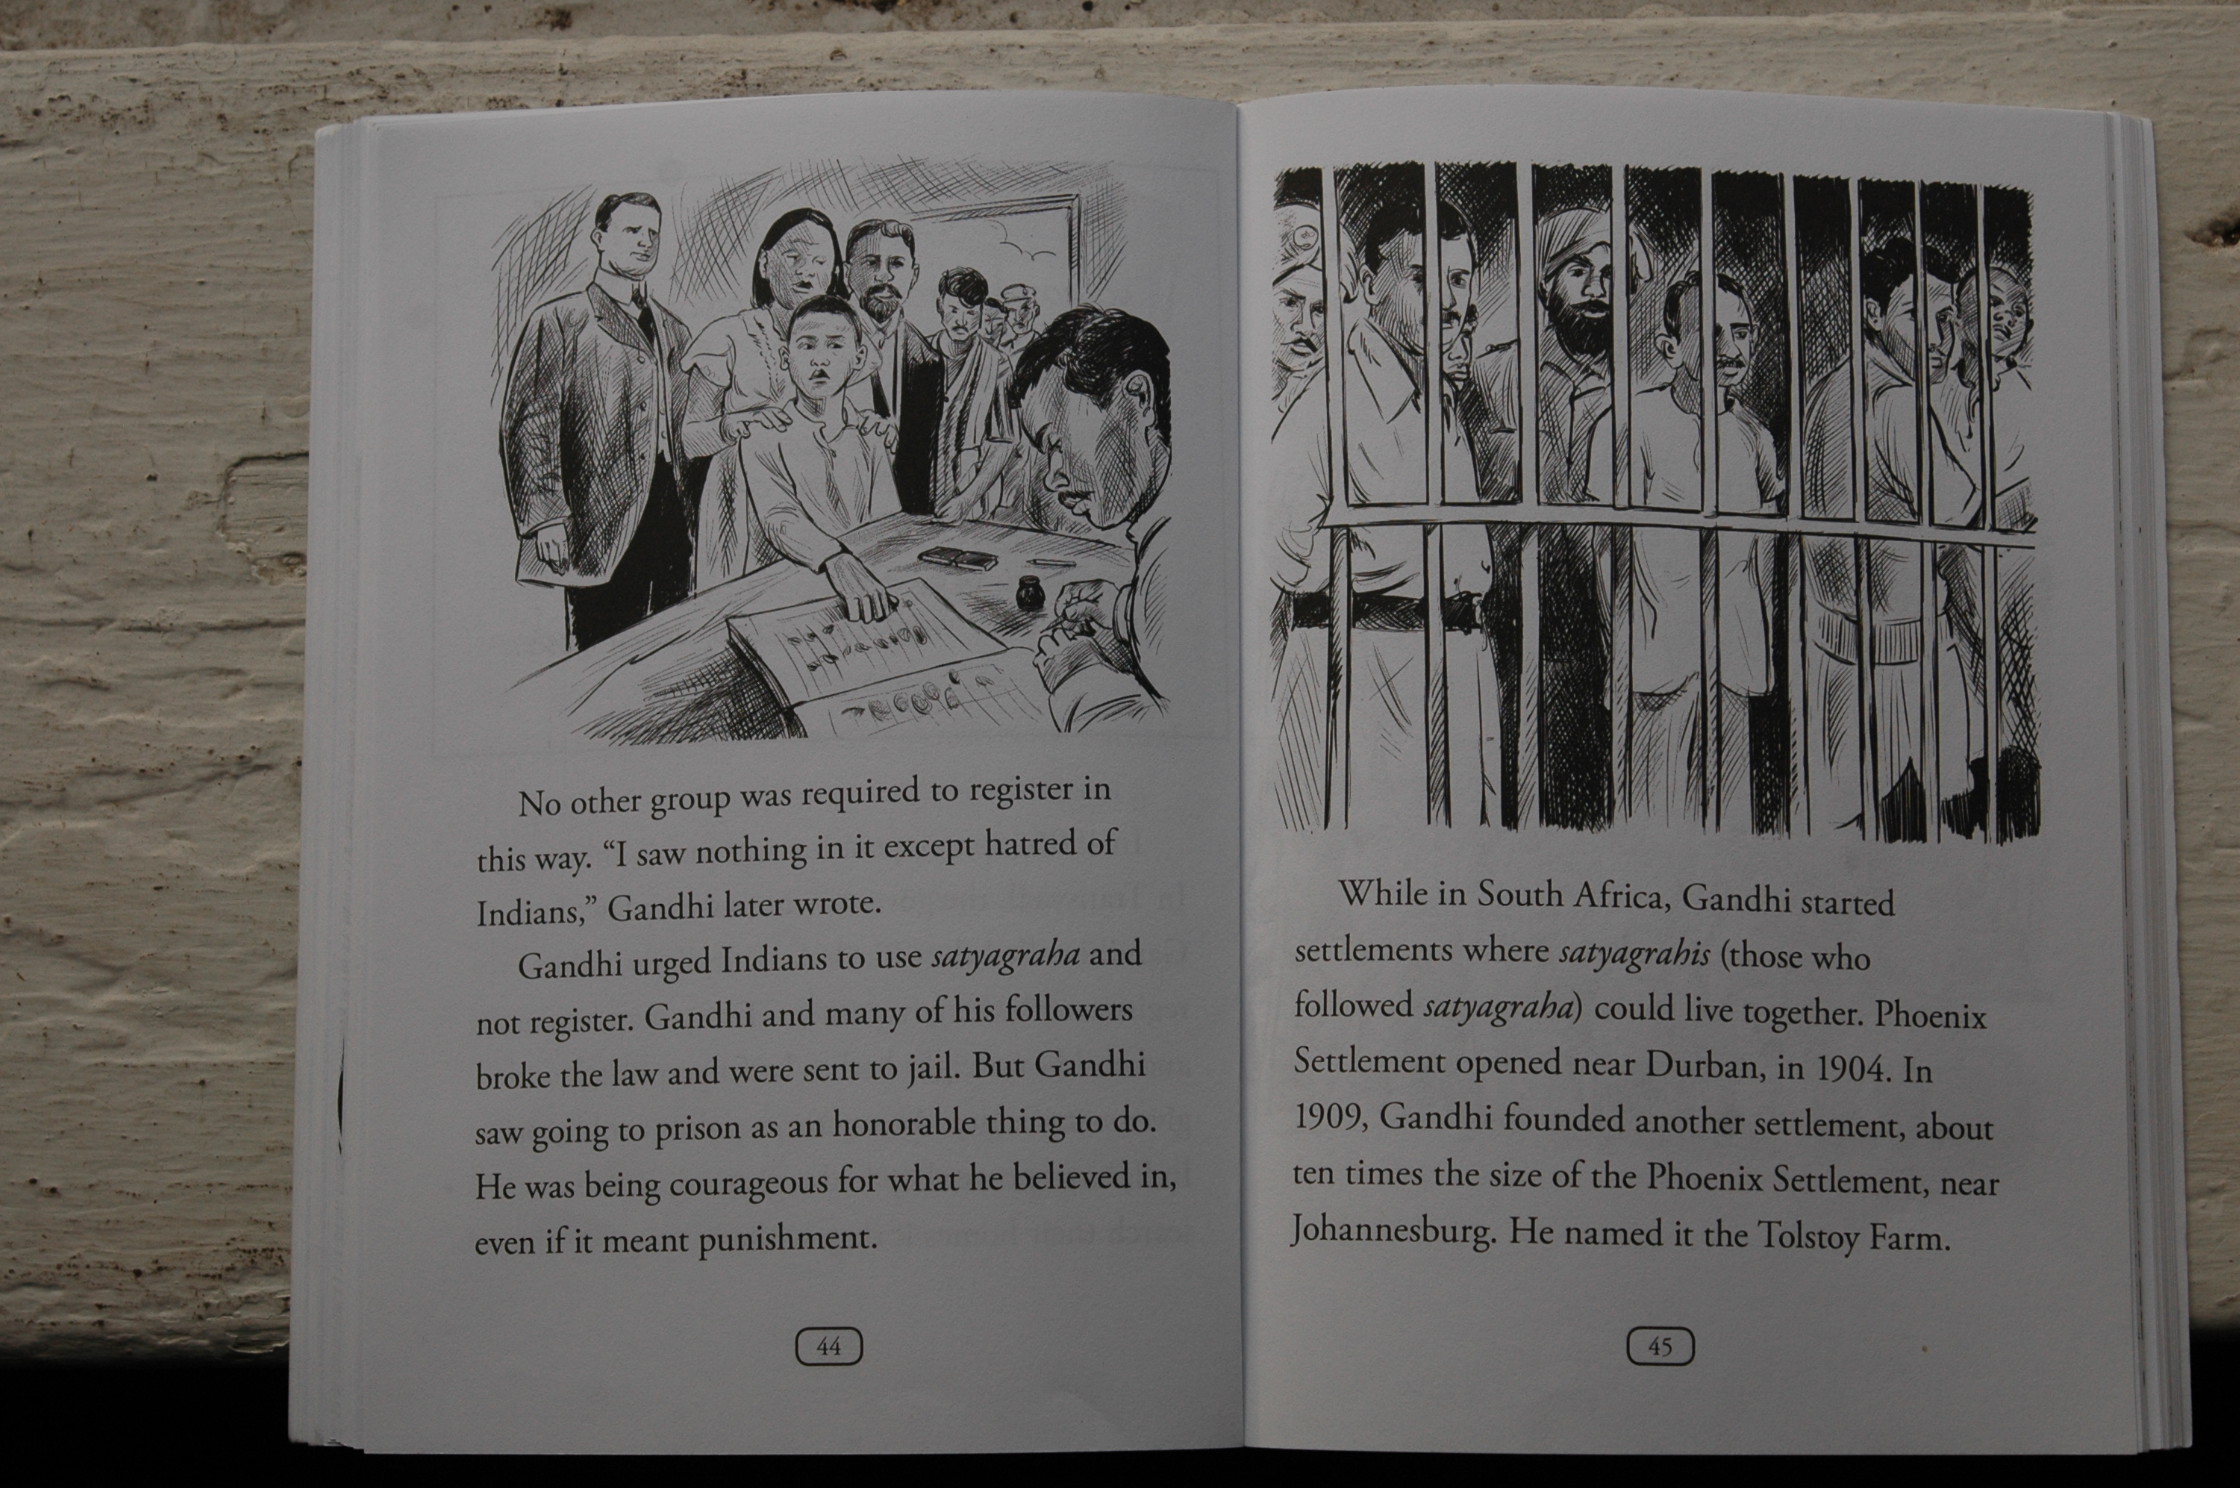 No other group was required to register in
this way. “I saw nothing in it except hatred of
Indians,” Gandhi later wrote.
Gandhi urged Indians to use satyagraha and
not register. Gandhi and many of his followers
broke the law and were sent to jail. But Gandhi
saw going to prison as an honorable thing to do.
He was being courageous for what he believed in,
even if it meant punishment.
44
While in South Africa, Gandhi started
settlements where satyagrahis (those who
followed satyagraha) could live together. Phoenix
Settlement opened near Durban, in 1904. In
1909, Gandhi founded another settlement, about
ten times the size of the Phoenix Settlement, near
Johannesburg. He named it the Tolstoy Farm.
45